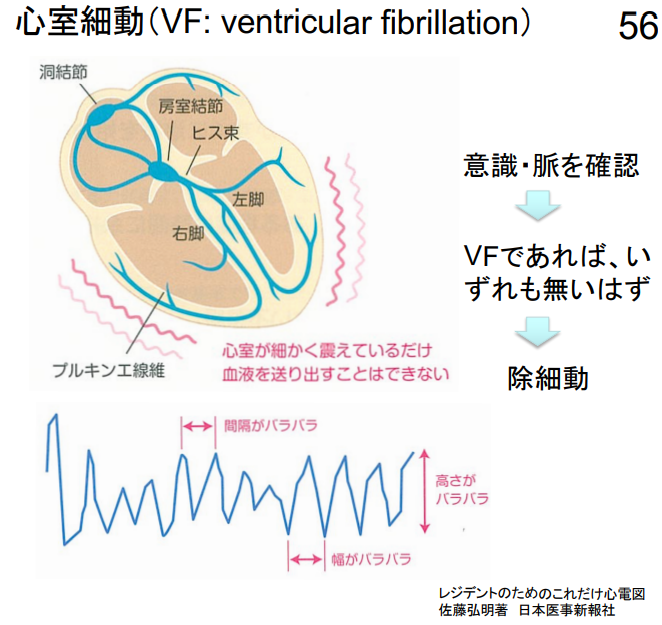 心室細動（VF: ventricular fibrillation）
56
洞結節
房室結節
ヒス束
左脚
右脚
プルキンエ線維
心室が細かく震えているだけ
血液を送り出すことはできない
意識・脈を確認
VFであれば、い
ずれも無いはず
除細動
間隔がバラバラ
高さが
バラバラ
幅がバラバラ
レジデントのためのこれだけ心電図
佐藤弘明著　日本医事新報社